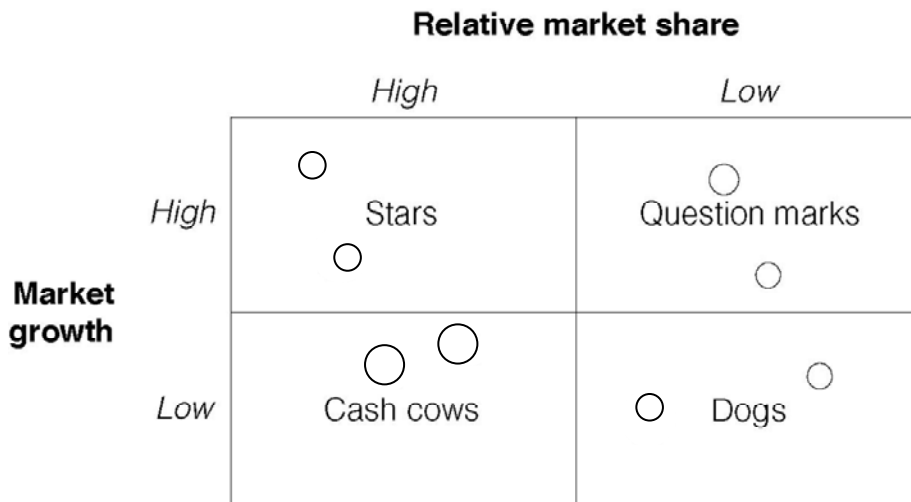 Relative market share
High
Low
High
Stars
Question marks
Market
growth
Low
Cash cows
Dogs